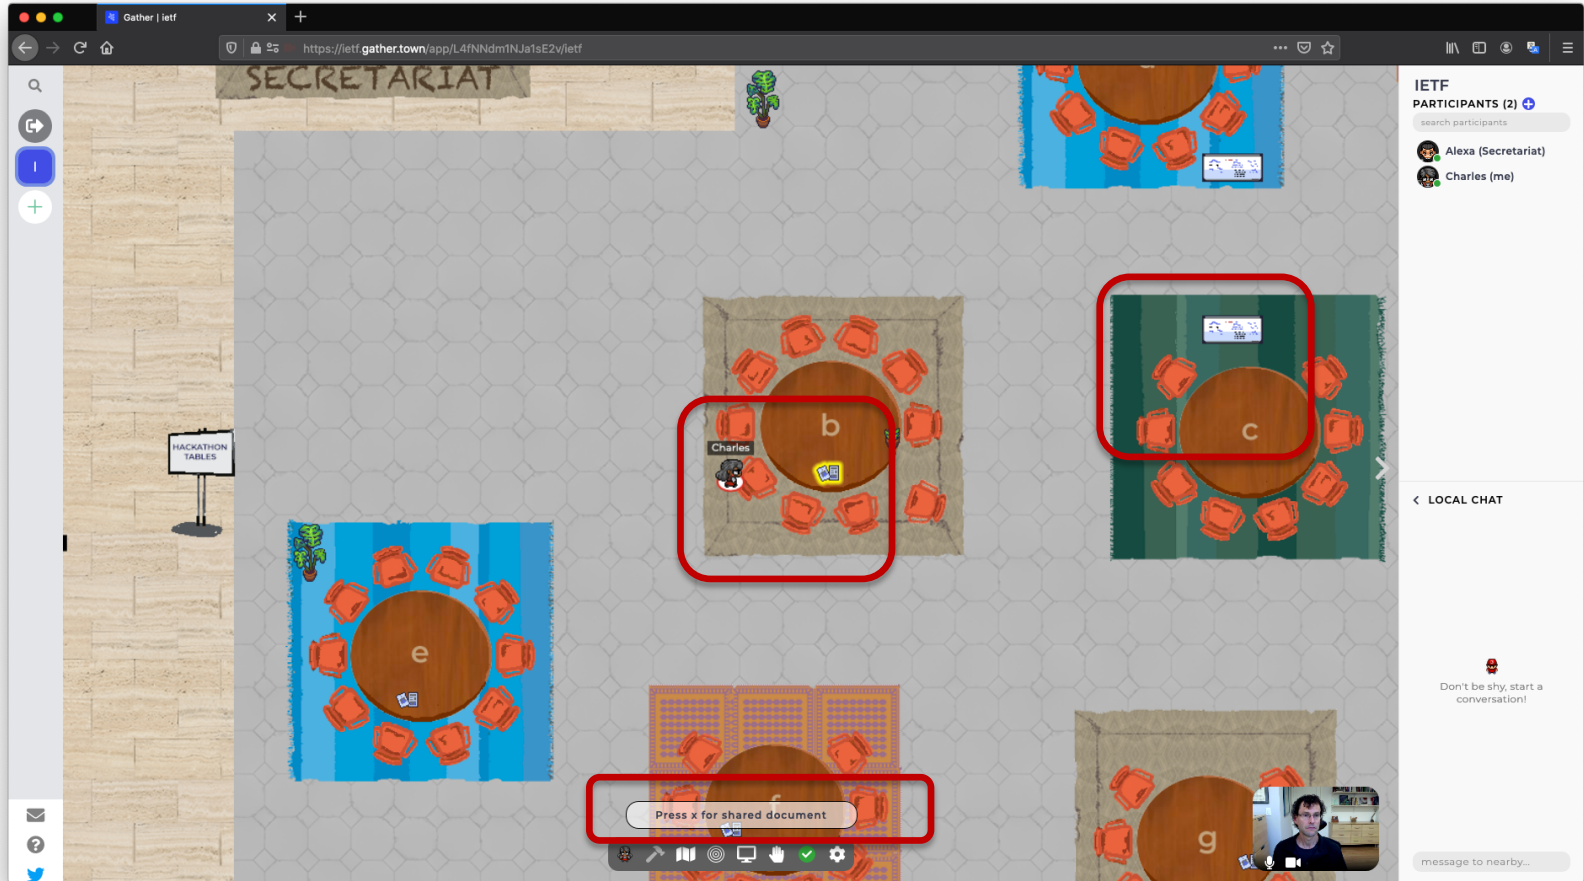 Gather | ietf
https://ietf.gather.town/app/L4fNNdm1NJa1sE2v/ietf
SECRETARIAT
IETF
PARTICIPANTS (2)
search participants
Alexa (Secretariat)
Charles (me)
I
HACKATHON
TABLES
Charles
b
c
e
f
g
LOCAL CHAT
Don't be shy, start a
conversation!
Press x for shared document
message to nearby...